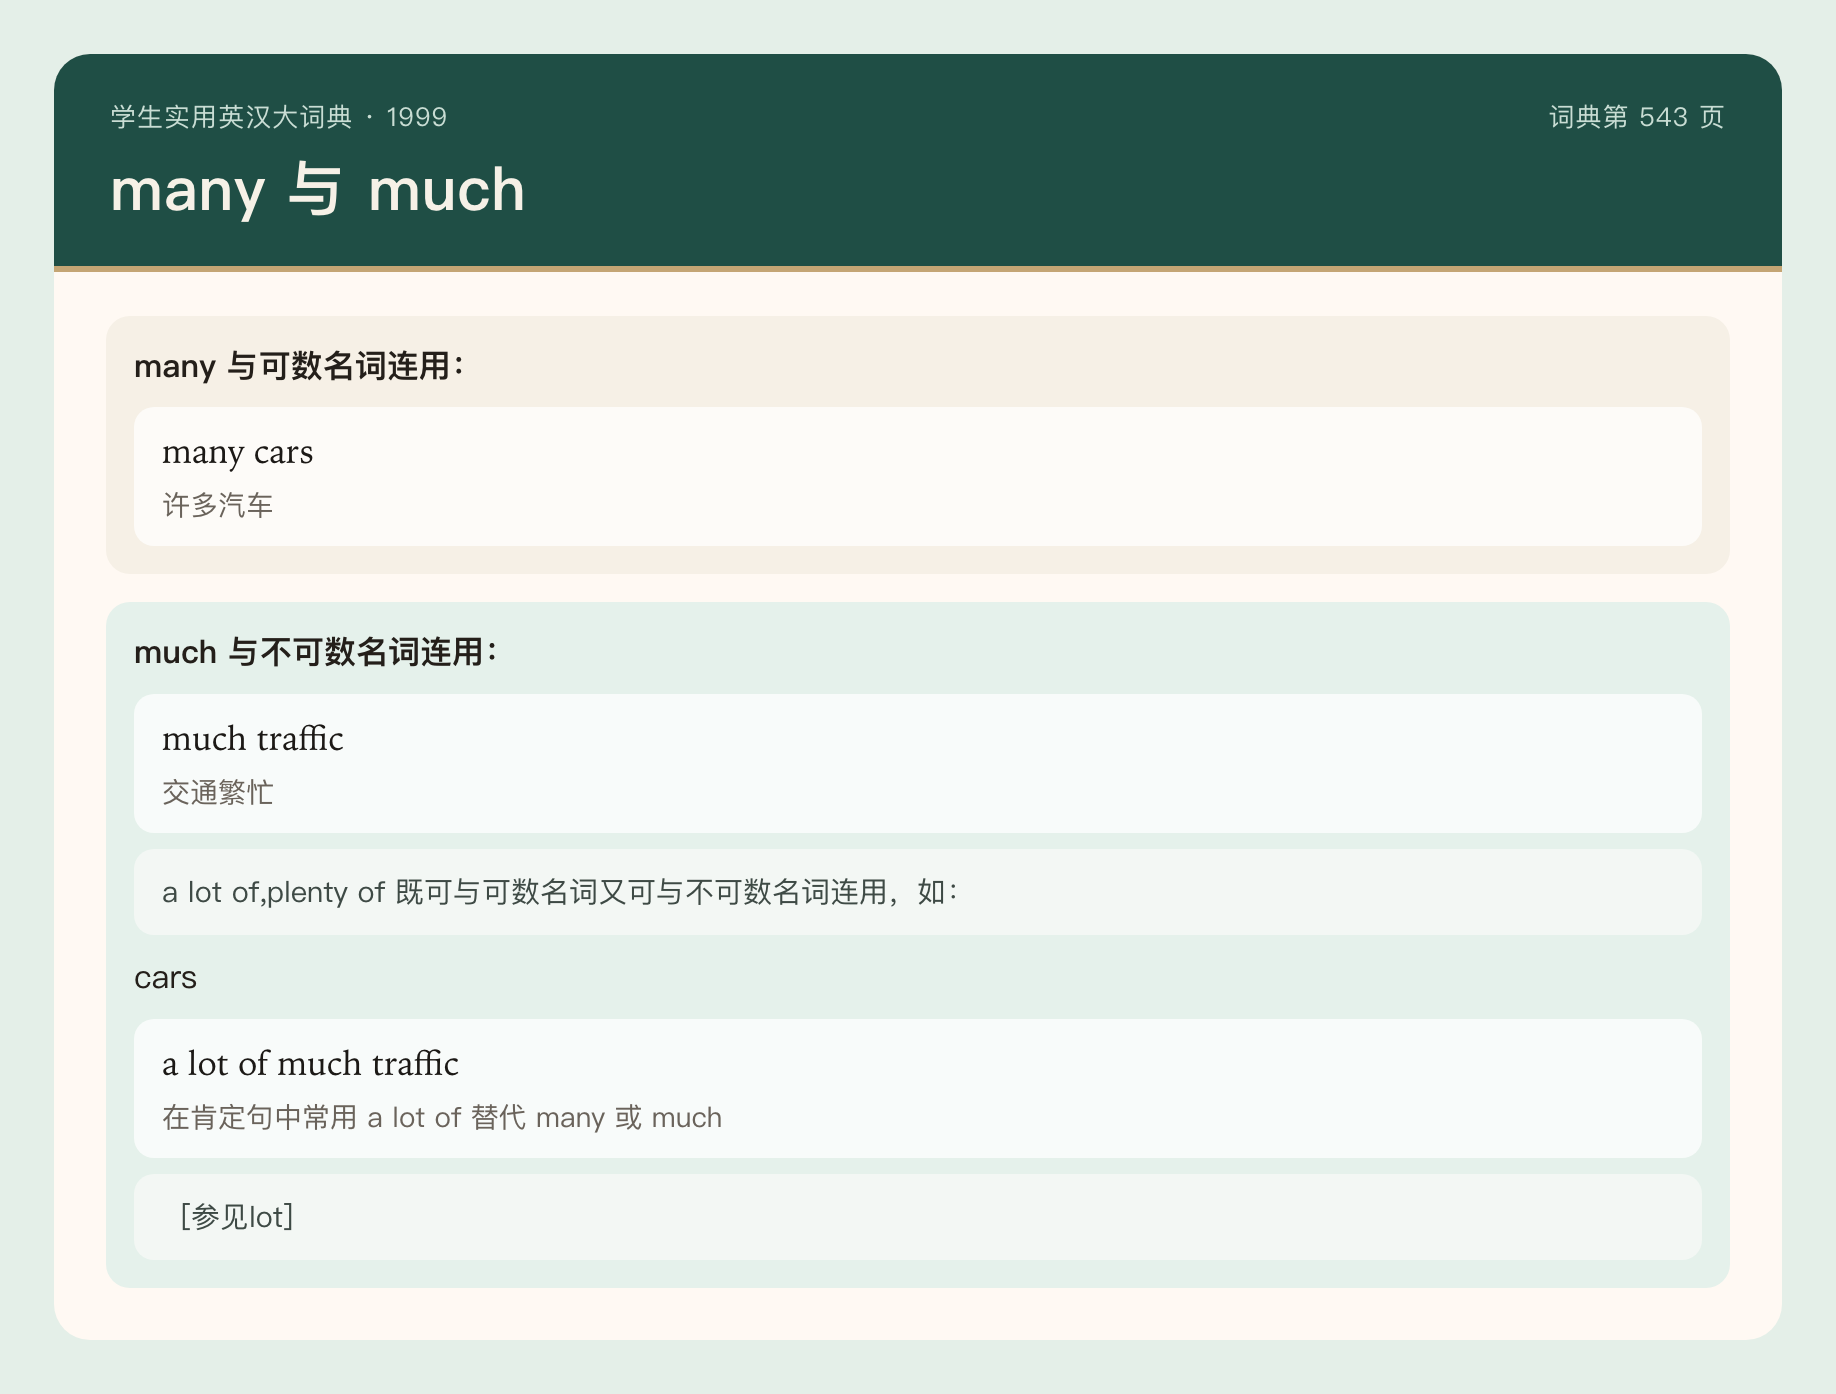 学生实用英汉大词典 · 1999
词典第 543 页
many 与 much
many 与可数名词连用：
many cars
许多汽车
much 与不可数名词连用：
much traffic
交通繁忙
a lot of,plenty of 既可与可数名词又可与不可数名词连用，如：
cars
a lot of much traffic
在肯定句中常用 a lot of 替代 many 或 much
［参见lot］